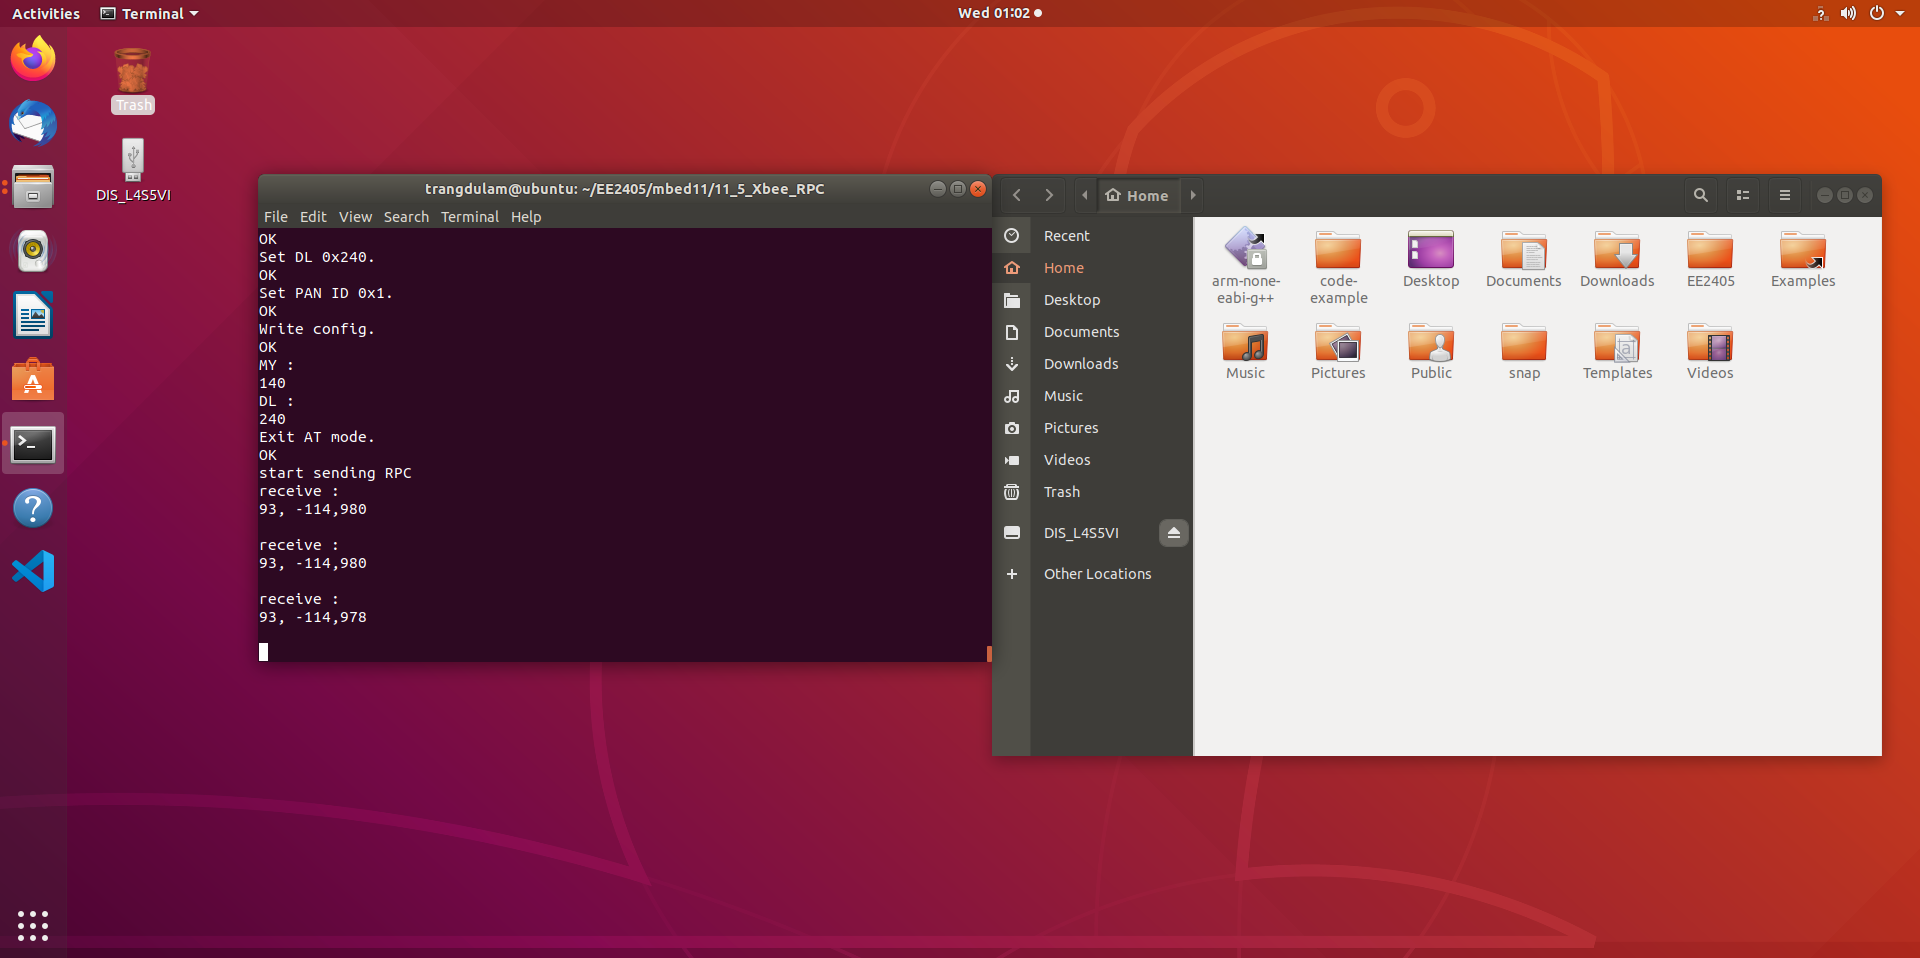 Activities
Terminal
Wed 01:02
Trash
DIS_L4S5VI
trangdulam@ubuntu: ~/EE2405/mbed11/11_5_Xbee_RPC
File Edit View Search Terminal Help
OK
Set DL 0x240.
OK
Set PAN ID 0x1.
OK
Write config.
OK
MY :
140
DL :
240
Exit AT mode.
OK
start sending RPC
receive :
93, -114,980
receive :
93, -114,980
receive :
93, -114,978
Home
Recent
Home
Desktop
Documents
Downloads
Music
Pictures
Videos
Trash
DIS_L4S5VI
Other Locations
arm-none-
eabi-g++
code-
example
Desktop
Documents
Downloads
EE2405
Examples
Music
Pictures
Public
snap
Templates
Videos